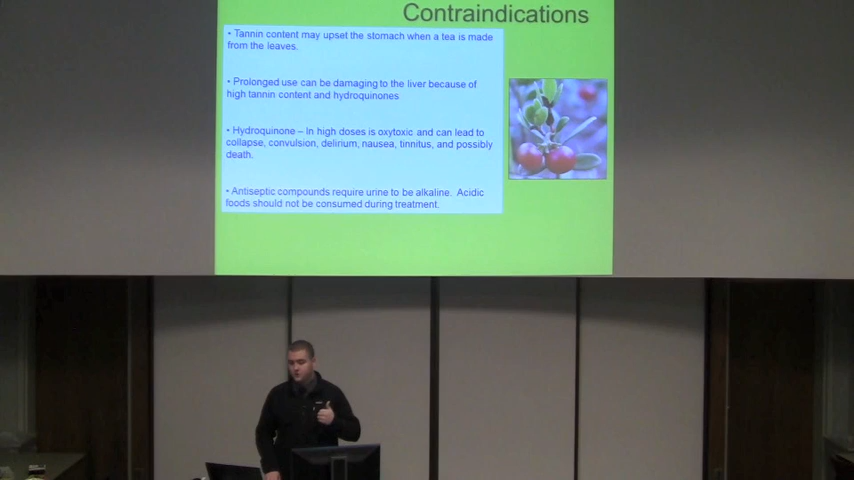 Contraindications
• Tannin content may upset the stomach when a tea is made
from the leaves.
• Prolonged use can be damaging to the liver because of
high tannin content and hydroquinones
• Hydroquinone – In high doses is oxytoxic and can lead to
collapse, convulsion, delirium, nausea, tinnitus, and possibly
death.
• Antiseptic compounds require urine to be alkaline. Acidic
foods should not be consumed during treatment.